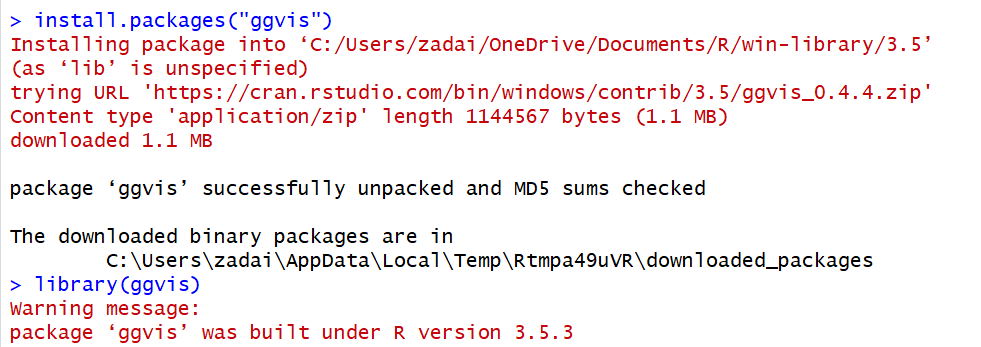 > install.packages("ggvis")
Installing package into ‘C:/Users/zadai/OneDrive/Documents/R/win-library/3.5’
(as ‘lib’ is unspecified)
trying URL 'https://cran.rstudio.com/bin/windows/contrib/3.5/ggvis_0.4.4.zip'
Content type 'application/zip' length 1144567 bytes (1.1 MB)
downloaded 1.1 MB

package ‘ggvis’ successfully unpacked and MD5 sums checked

The downloaded binary packages are in
        C:\Users\zadai\AppData\Local\Temp\Rtmpa49uVR\downloaded_packages
> library(ggvis)
Warning message:
package ‘ggvis’ was built under R version 3.5.3